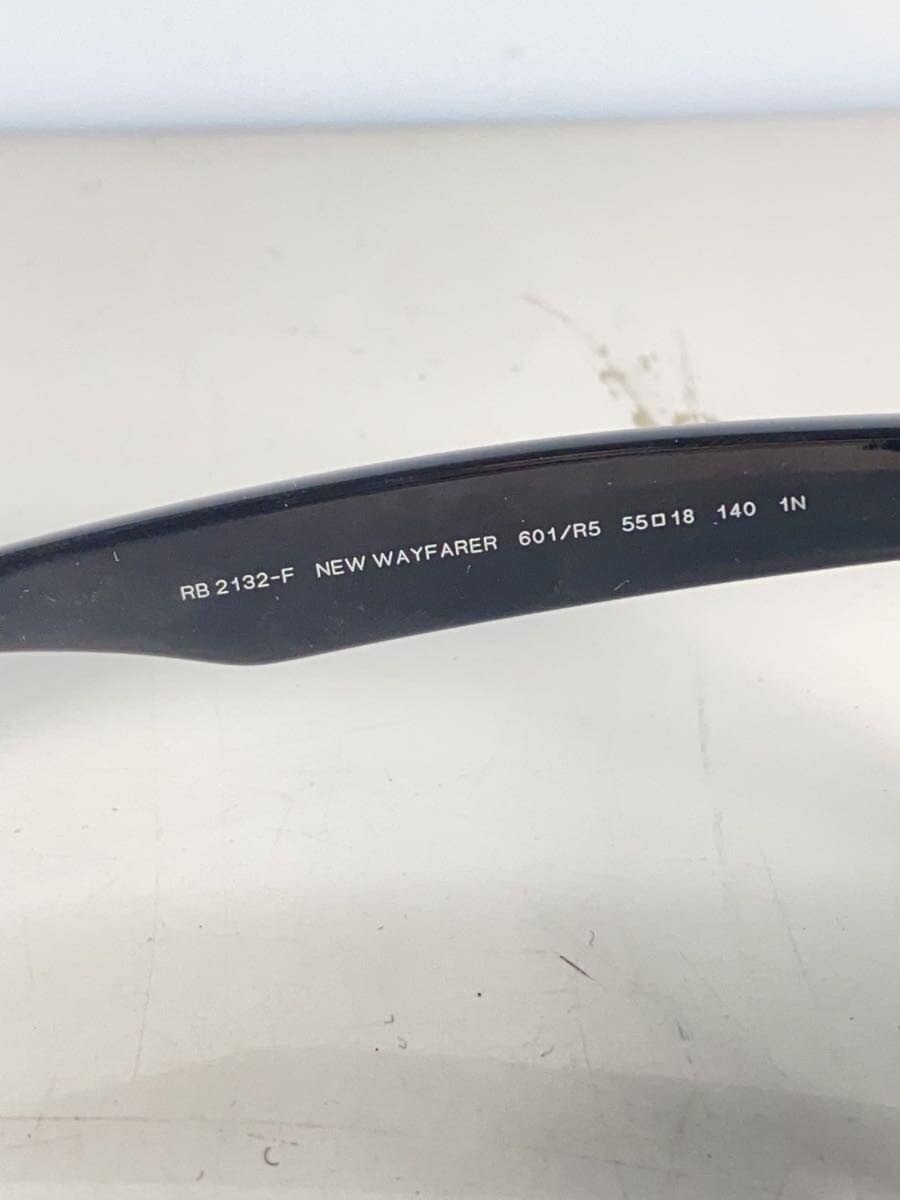 RB 2132-F NEW WAYFARER 601/R5 55□18 140 1N